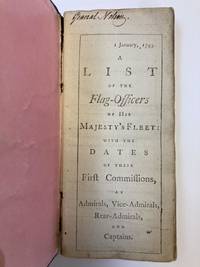 General
1 January,
A
LIST
OF THE
Flag-Officers
OF HIS
MAJESTY'S FLEET:
WITH THE
DATES
OF THEIR
First Commissions,
AS
Admirals, Vice-Admirals,
Rear-Admirals,
AND
Captains.